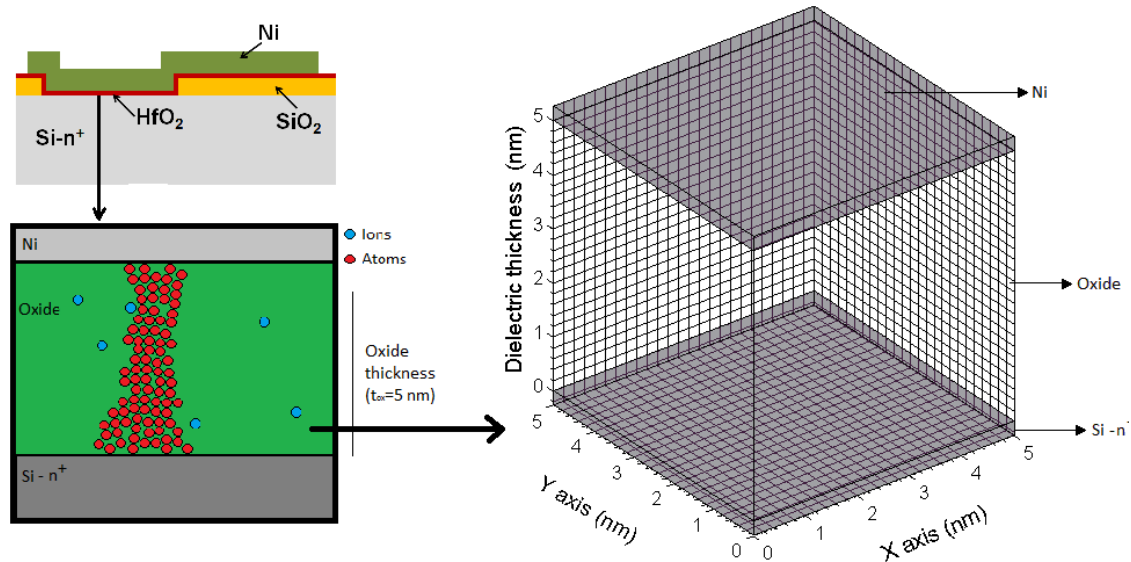 Ni
HfO2
SiO2
Si-n+
Ni
Oxide
Si - n+
Ions
Atoms
Oxide
thickness
(tox=5 nm)
Dielectric thickness (nm)
5
4
3
2
1
0
5
4
3
2
1
0
Y axis (nm)
0
1
2
3
4
5
X axis (nm)
Ni
Oxide
Si -n+